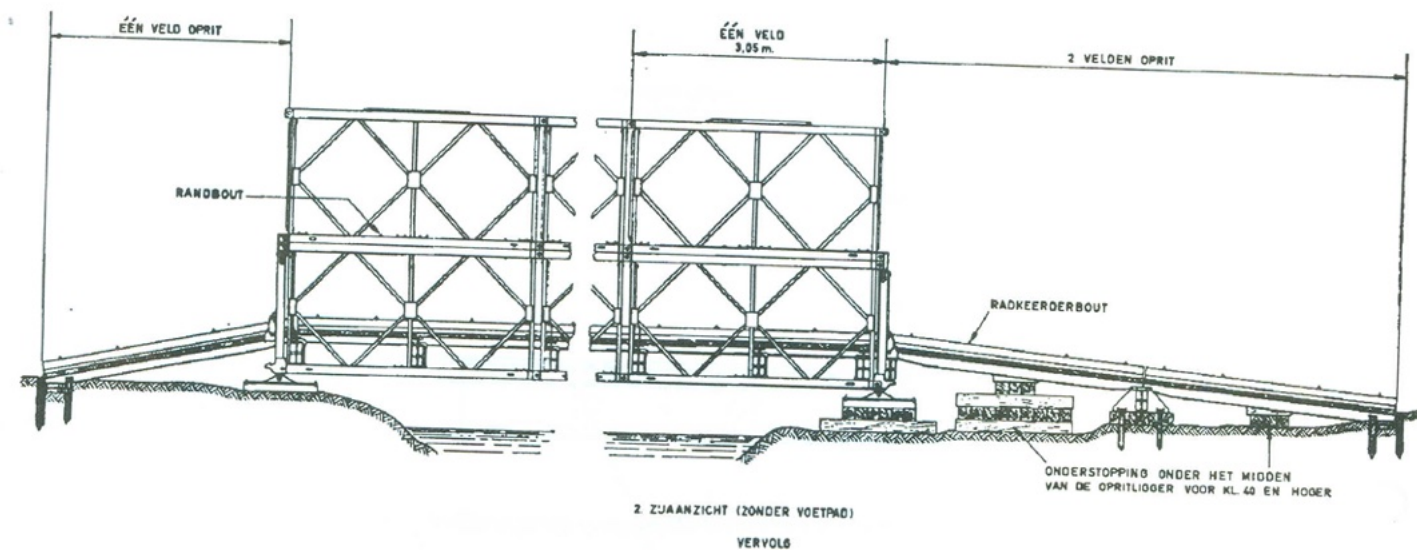 ÉÉN VELD OPRIT
ÉÉN VELD
3,05 m.
2 VELDEN OPRIT
RANDBOUT
RADKEERDERBOUT
ONDERSTOPPING ONDER HET MIDDEN
VAN DE OPRITLIGGER VOOR KL. 40 EN HOGER
2. ZIJAANZICHT (ZONDER VOETPAD)
VERVOLG